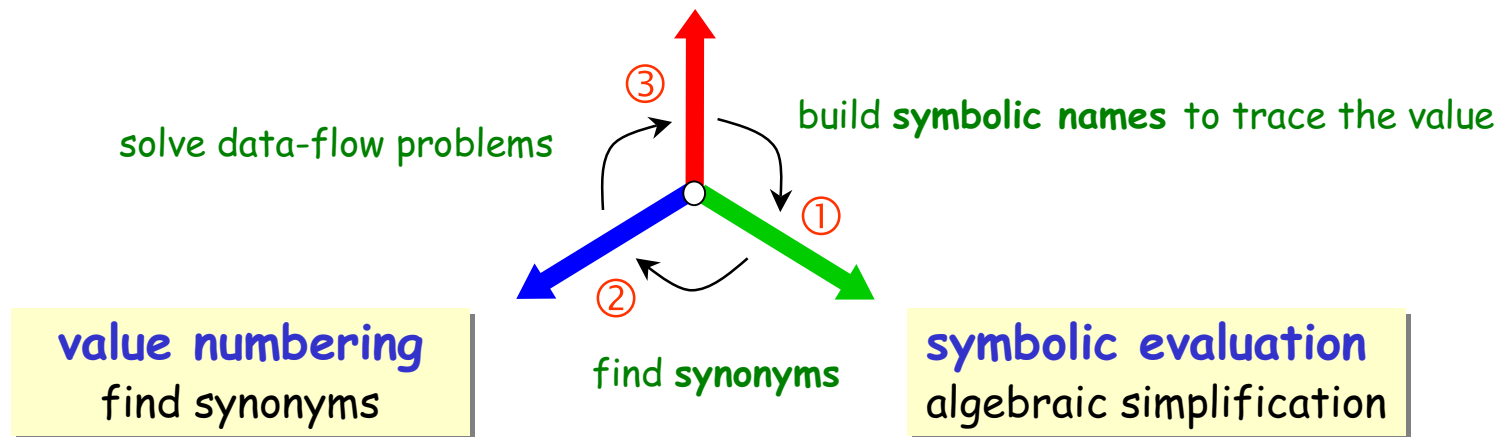 ③
build symbolic names to trace the value
solve data-flow problems
①
②
value numbering
find synonyms
find synonyms
symbolic evaluation
algebraic simplification